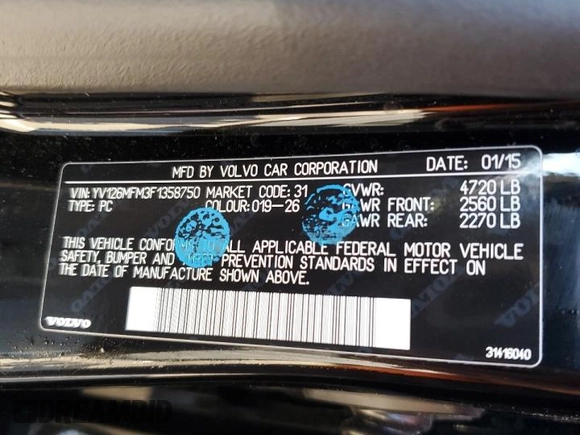 MFD BY VOLVO CAR CORPORATION DATE: 01/15
VIN: YV126MFM3F1358750 MARKET CODE: 31 GVWR: 4720 LB
TYPE: PC COLOUR: 019-26 GAWR FRONT: 2560 LB
GAWR REAR: 2270 LB
THIS VEHICLE CONFORMS ALL APPLICABLE FEDERAL MOTOR VEHICLE
SAFETY, BUMPER AND PREVENTION STANDARDS IN EFFECT ON
THE DATE OF MANUFACTURE SHOWN ABOVE.
VOLVO
31416040
DREAMBID